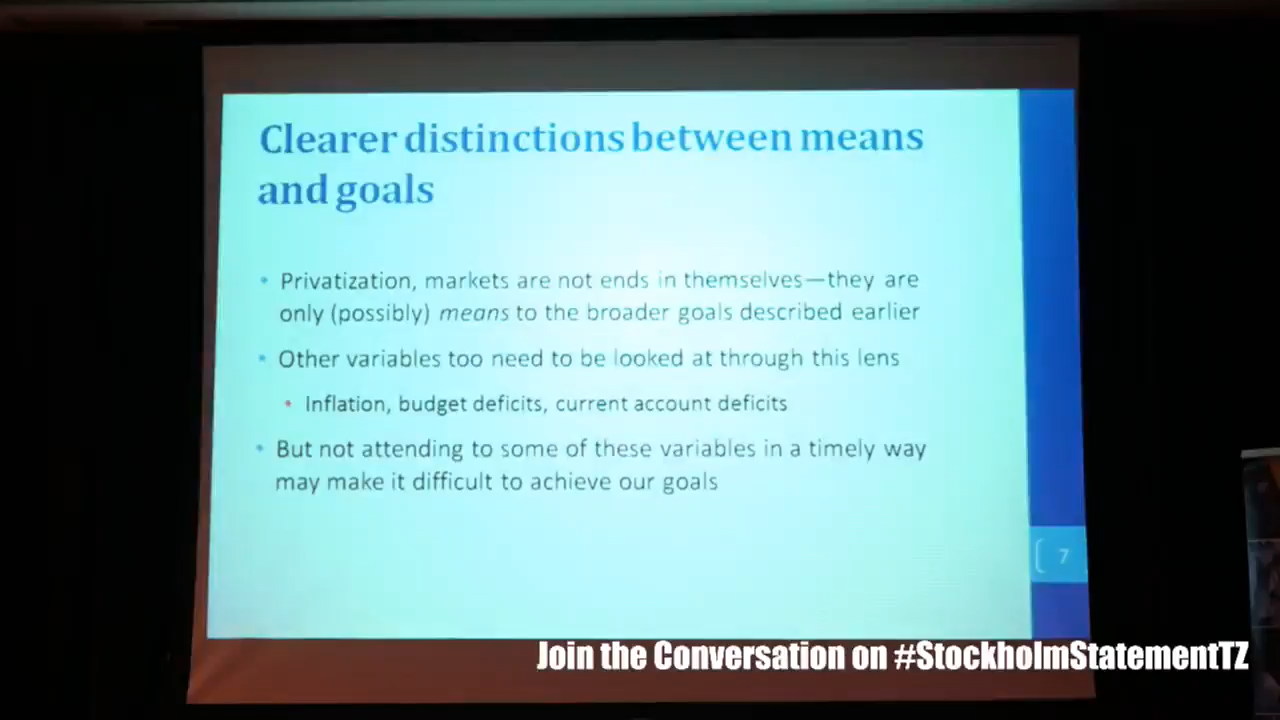 Clearer distinctions between means
and goals
• Privatization, markets are not ends in themselves—they are
only (possibly) means to the broader goals described earlier
• Other variables too need to be looked at through this lens
• Inflation, budget deficits, current account deficits
• But not attending to some of these variables in a timely way
may make it difficult to achieve our goals
7
Join the Conversation on #StockholmStatementTZ